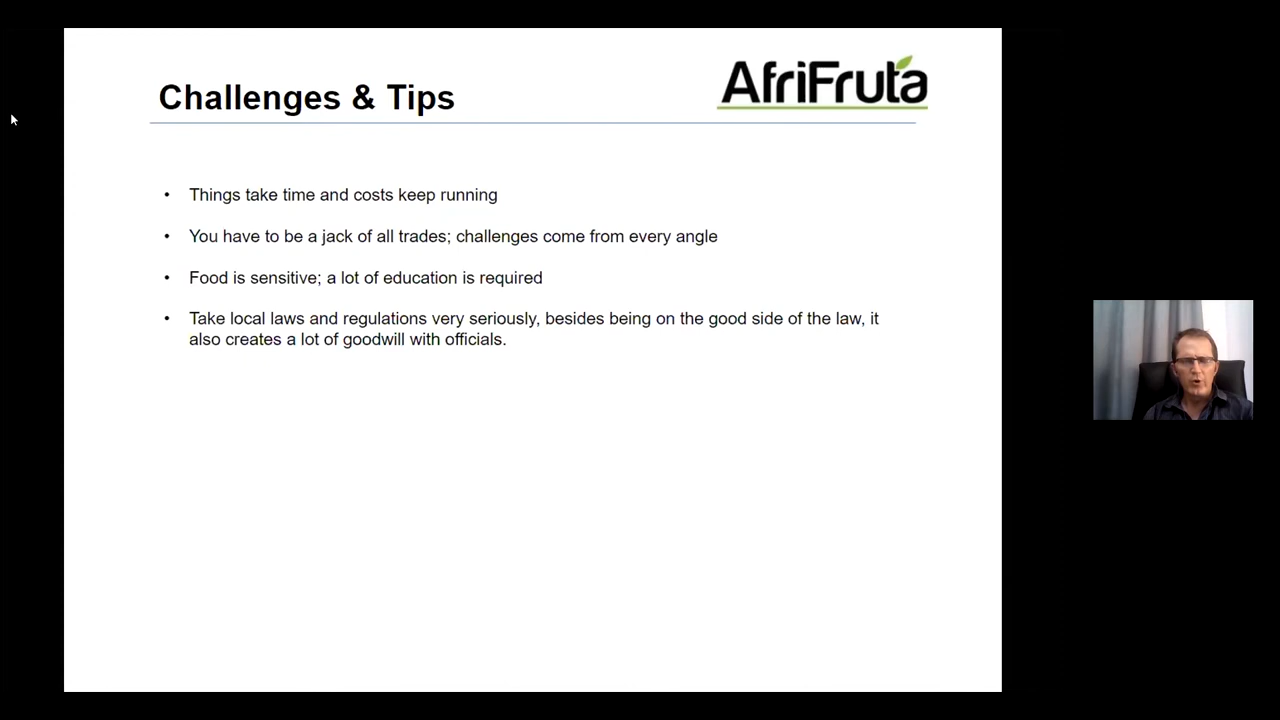 AfriFruta
Challenges & Tips
• Things take time and costs keep running
• You have to be a jack of all trades; challenges come from every angle
• Food is sensitive; a lot of education is required
• Take local laws and regulations very seriously, besides being on the good side of the law, it
also creates a lot of goodwill with officials.